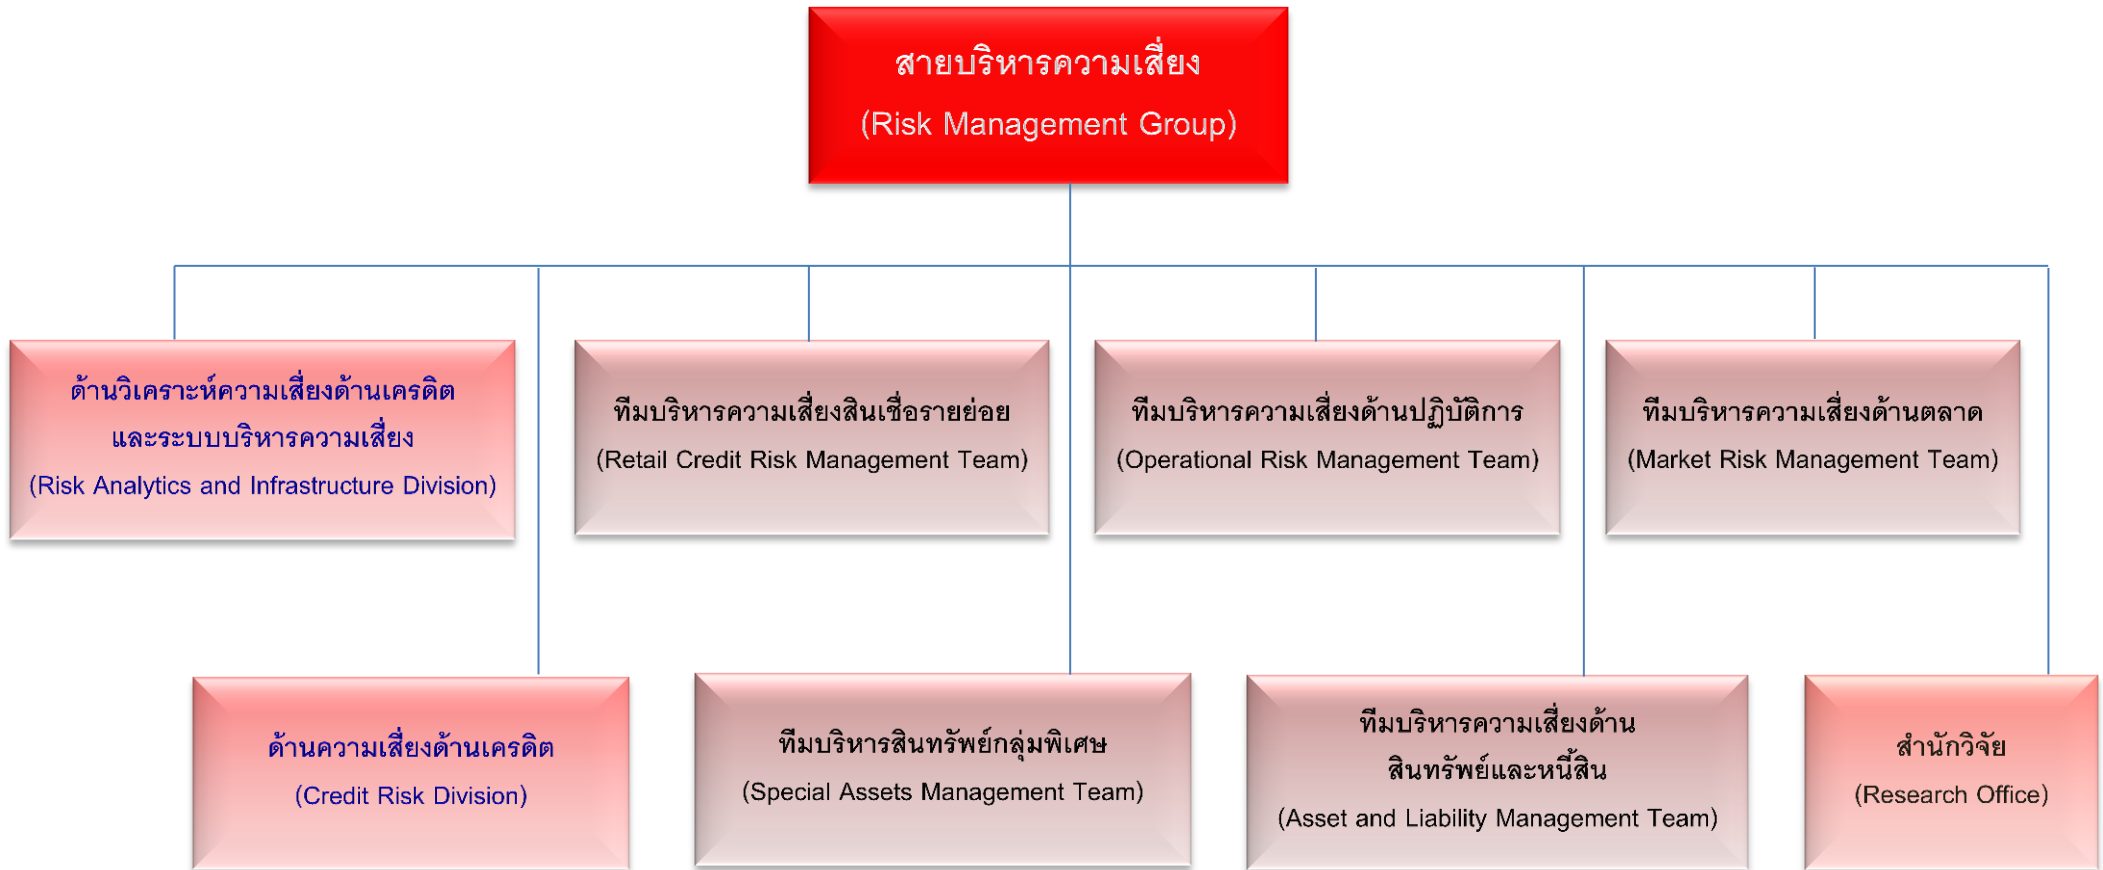 สายบริหารความเสี่ยง
(Risk Management Group)
ด้านวิเคราะห์ความเสี่ยงด้านเครดิต
และระบบบริหารความเสี่ยง
(Risk Analytics and Infrastructure Division)
ทีมบริหารความเสี่ยงสินเชื่อรายย่อย
(Retail Credit Risk Management Team)
ทีมบริหารความเสี่ยงด้านปฏิบัติการ
(Operational Risk Management Team)
ทีมบริหารความเสี่ยงด้านตลาด
(Market Risk Management Team)
ด้านความเสี่ยงด้านเครดิต
(Credit Risk Division)
ทีมบริหารสินทรัพย์กลุ่มพิเศษ
(Special Assets Management Team)
ทีมบริหารความเสี่ยงด้าน
สินทรัพย์และหนี้สิน
(Asset and Liability Management Team)
สำนักวิจัย
(Research Office)